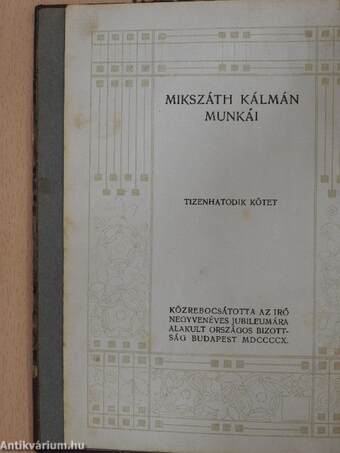 MIKSZÁTH KÁLMÁN
MUNKÁI
TIZENHATODIK KÖTET
KÖZREBOCSÁTOTTA AZ IRÓ
NEGYVENÉVES JUBILEUMÁRA
ALAKULT ORSZÁGOS BIZOTT-
SÁG BUDAPEST MDCCCCX.
Antikvárium.hu